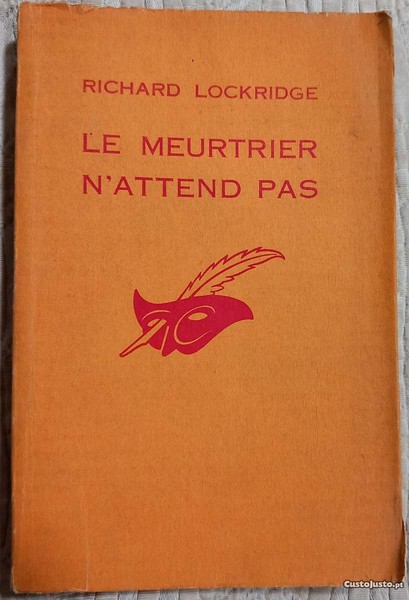 RICHARD LOCKRIDGE
LE MEURTRIER
N'ATTEND PAS
CustoJusto.pt